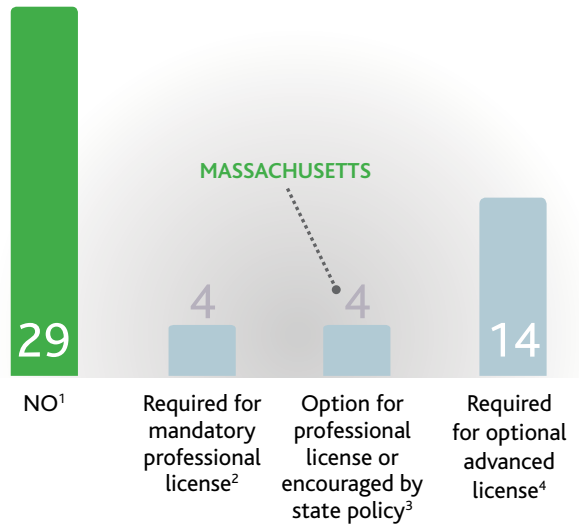 MASSACHUSETTS
29
4
4
14
NO¹
Required for
mandatory
professional
license²
Option for
professional
license or
encouraged by
state policy³
Required
for optional
advanced
license⁴